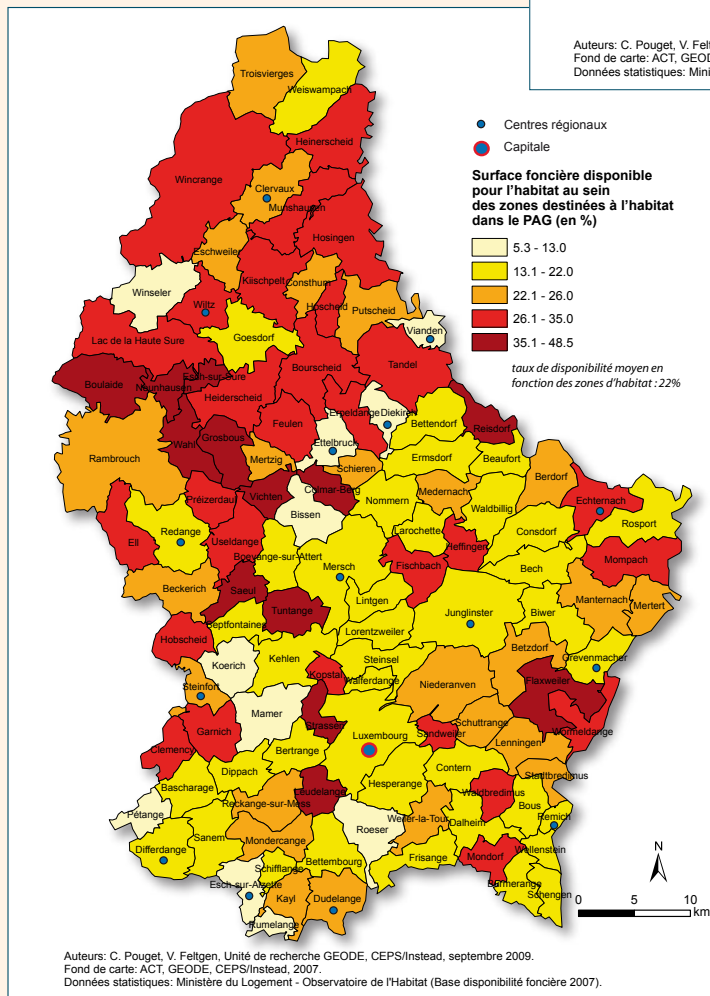 Auteurs: C. Pouget, V. Felt
Fond de carte: ACT, GEOD
Données statistiques: Mini
Centres régionaux
Capitale
Surface foncière disponible
pour l'habitat au sein
des zones destinées à l'habitat
dans le PAG (en %)
5.3 - 13.0
13.1 - 22.0
22.1 - 26.0
26.1 - 35.0
35.1 - 48.5
taux de disponibilité moyen en
fonction des zones d'habitat : 22%
Troisvierges
Weiswampach
Heinerscheid
Wincrange
Clervaux
Munshausen
Hosingen
Eschweiler
Kiischpelt
Consthum
Winseler
Wiltz
Hoscheid
Putscheid
Vianden
Goesdorf
Lac de la Haute Sure
Bourscheid
Tandel
Boulaide
Neunhausen
Esch-sur-Sure
Heiderscheid
Erpeldange
Diekirch
Reisdorf
Bettendorf
Feulen
Ettelbruck
Wahl
Grosbous
Rambrouch
Mertzig
Schieren
Ermsdorf
Beaufort
Berdorf
Préizerdaul
Vichten
Colmar-Berg
Medernach
Echternach
Bissen
Nommern
Waldbillig
Rosport
Ell
Redange
Useldange
Larochette
Heffingen
Consdorf
Boevange-sur-Attert
Mersch
Fischbach
Bech
Mompach
Beckerich
Saeul
Tuntange
Lintgen
Junglinster
Biwer
Manternach
Mertert
Septfontaines
Hobscheid
Lorentzweiler
Koerich
Kehlen
Steinsel
Betzdorf
Grevenmacher
Kopstal
Walferdange
Niederanven
Flaxweiler
Steinfort
Mamer
Strassen
Luxembourg
Sandweiler
Schuttrange
Wormeldange
Garnich
Clemency
Bertrange
Lenningen
Dippach
Contern
Stadtbredimus
Bascharage
Leudelange
Hesperange
Waldbredimus
Bous
Reckange-sur-Mess
Pétange
Roeser
Weiler-la-Tour
Dalheim
Remich
Differdange
Sanem
Mondercange
Wellenstein
Bettembourg
Frisange
Mondorf
Schifflange
Esch-sur-Alzette
Burmerange
Schengen
Kayl
Dudelange
Rumelange
N
0 5 10
km
Auteurs: C. Pouget, V. Feltgen, Unité de recherche GEODE, CEPS/Instead, septembre 2009.
Fond de carte: ACT, GEODE, CEPS/Instead, 2007.
Données statistiques: Ministère du Logement - Observatoire de l'Habitat (Base disponibilité foncière 2007).